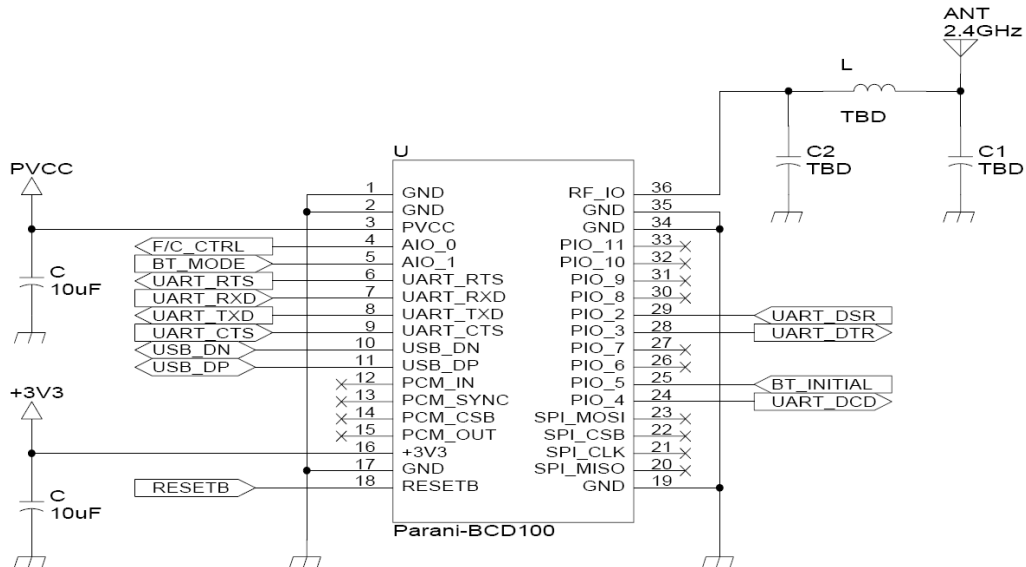 ANT
2.4GHz
L
TBD
C2
TBD
C1
TBD
U
PVCC
C
10uF
+3V3
C
10uF
F/C_CTRL
BT_MODE
UART_RTS
UART_RXD
UART_TXD
UART_CTS
USB_DN
USB_DP
RESETB
1 GND
2 GND
3 PVCC
4 AIO_0
5 AIO_1
6 UART_RTS
7 UART_RXD
8 UART_TXD
9 UART_CTS
10 USB_DN
11 USB_DP
12 PCM_IN
13 PCM_SYNC
14 PCM_CSB
15 PCM_OUT
16 +3V3
17 GND
18 RESETB
RF_IO 36
GND 35
GND 34
PIO_11 33
PIO_10 32
PIO_9 31
PIO_8 30
PIO_2 29
PIO_3 28
PIO_7 27
PIO_6 26
PIO_5 25
PIO_4 24
SPI_MOSI 23
SPI_CSB 22
SPI_CLK 21
SPI_MISO 20
GND 19
UART_DSR
UART_DTR
BT_INITIAL
UART_DCD
Parani-BCD100